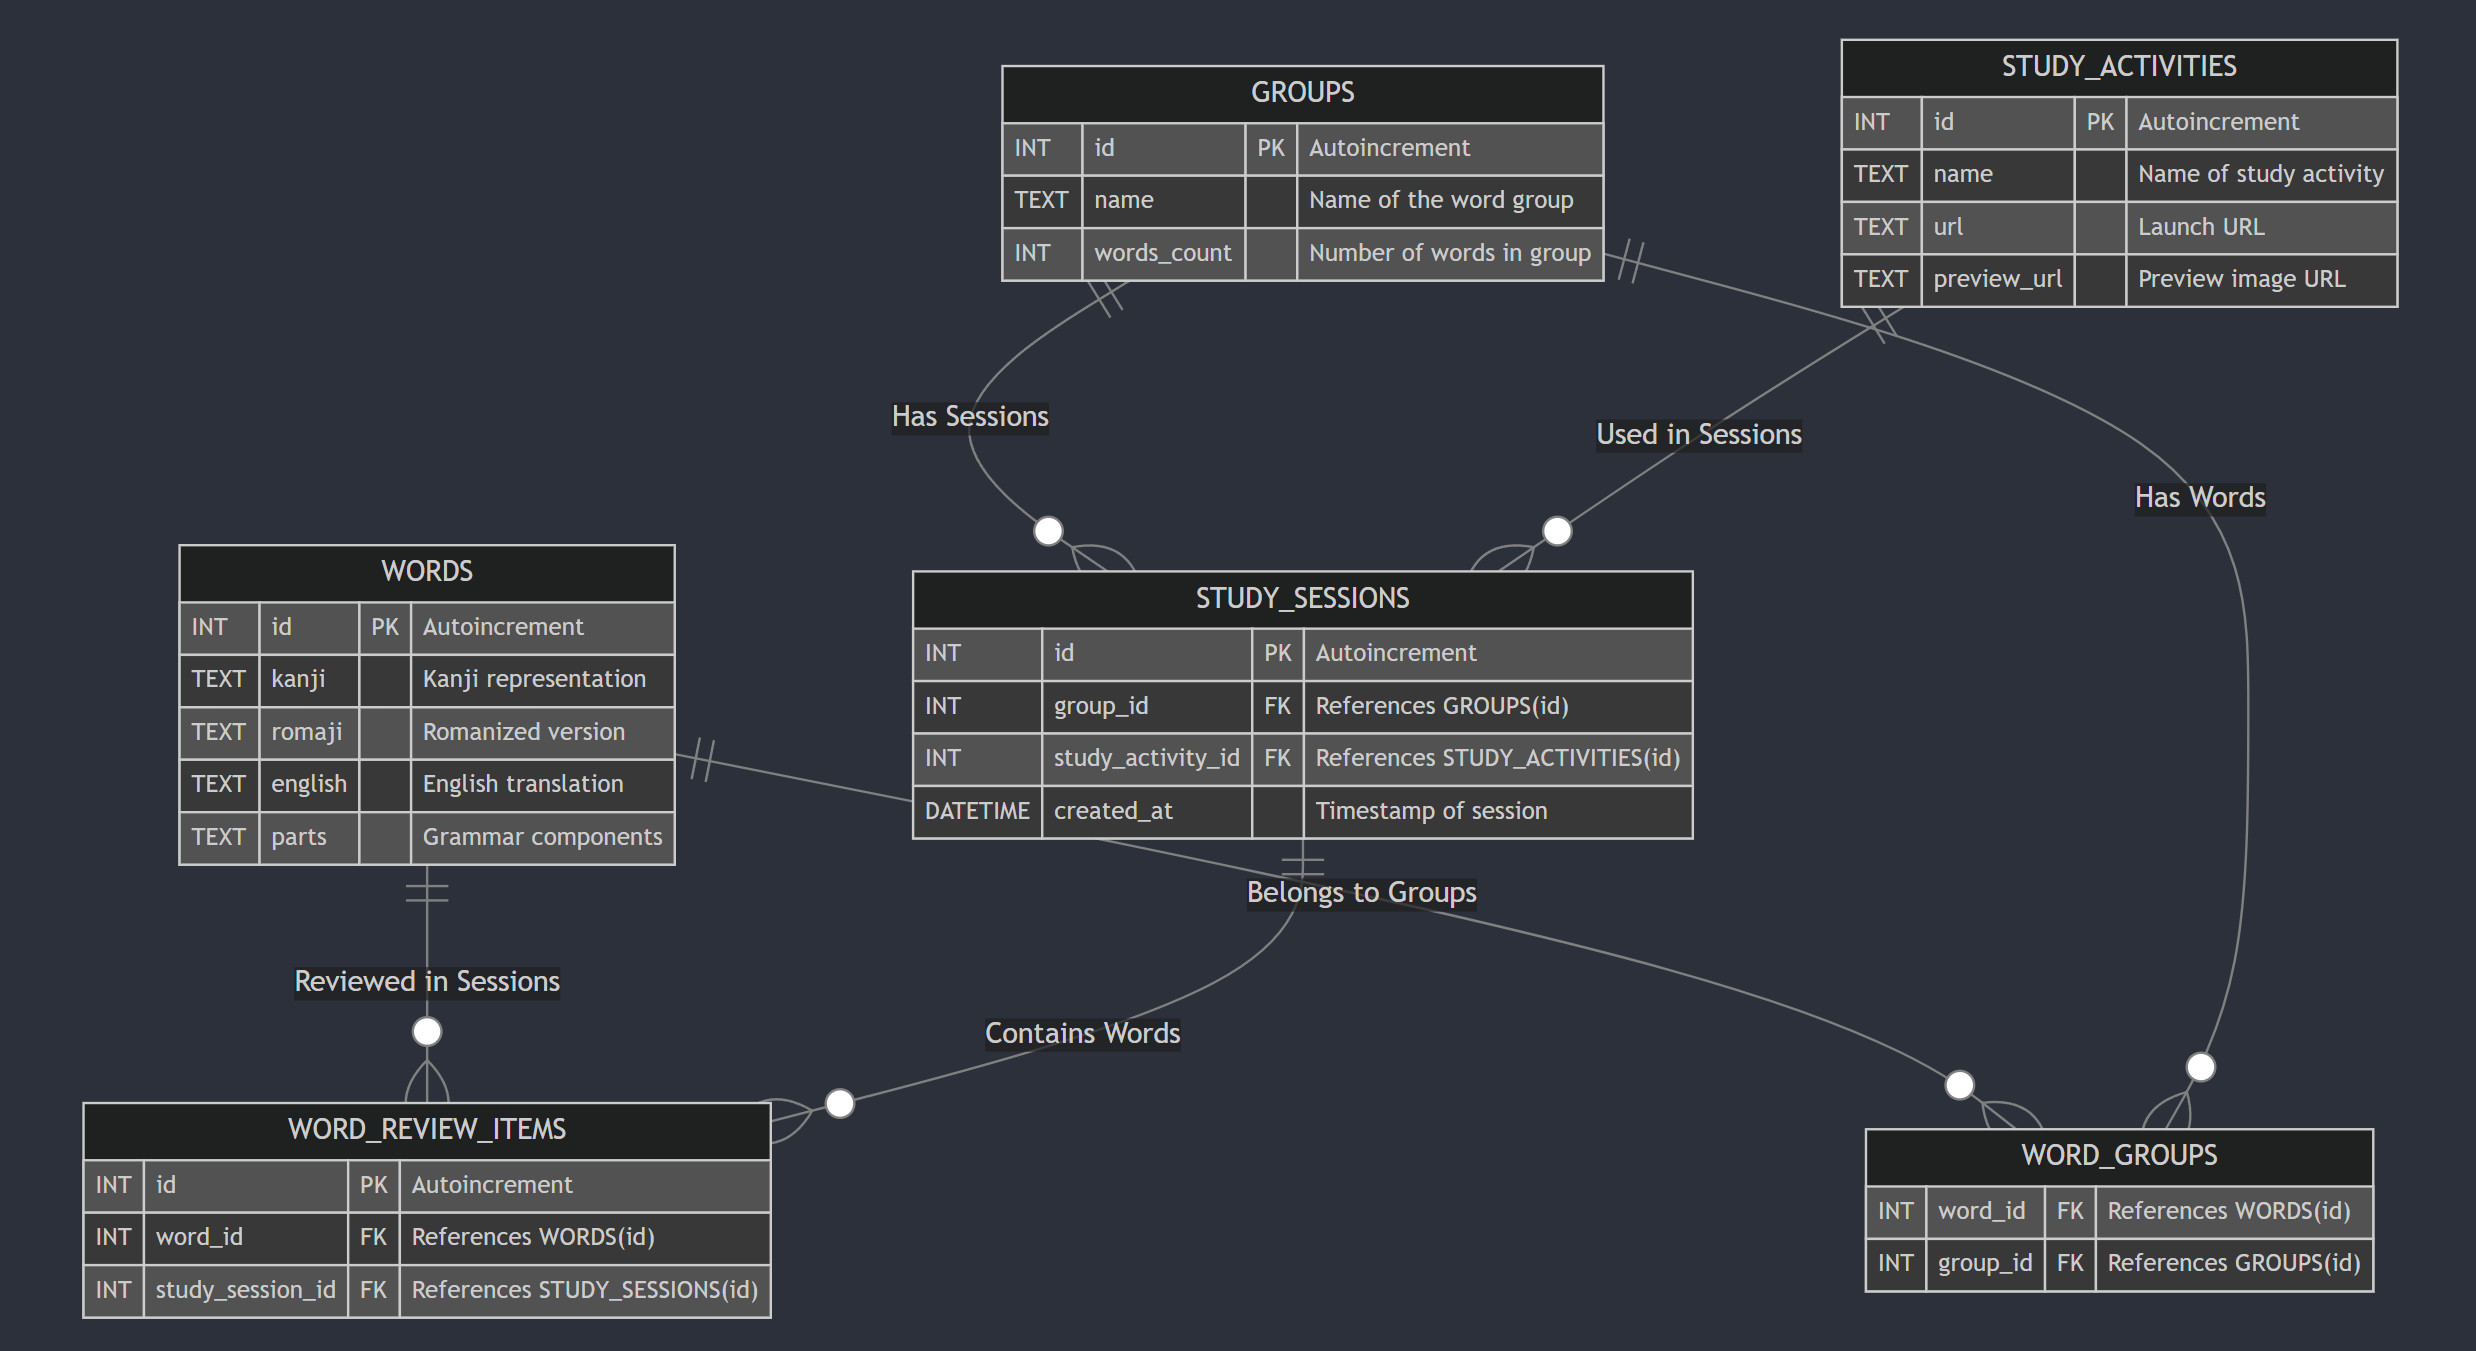 GROUPS
INT id PK Autoincrement
TEXT name Name of the word group
INT words_count Number of words in group
STUDY_ACTIVITIES
INT id PK Autoincrement
TEXT name Name of study activity
TEXT url Launch URL
TEXT preview_url Preview image URL
Has Sessions
Used in Sessions
Has Words
WORDS
INT id PK Autoincrement
TEXT kanji Kanji representation
TEXT romaji Romanized version
TEXT english English translation
TEXT parts Grammar components
STUDY_SESSIONS
INT id PK Autoincrement
INT group_id FK References GROUPS(id)
INT study_activity_id FK References STUDY_ACTIVITIES(id)
DATETIME created_at Timestamp of session
Belongs to Groups
Reviewed in Sessions
Contains Words
WORD_REVIEW_ITEMS
INT id PK Autoincrement
INT word_id FK References WORDS(id)
INT study_session_id FK References STUDY_SESSIONS(id)
WORD_GROUPS
INT word_id FK References WORDS(id)
INT group_id FK References GROUPS(id)